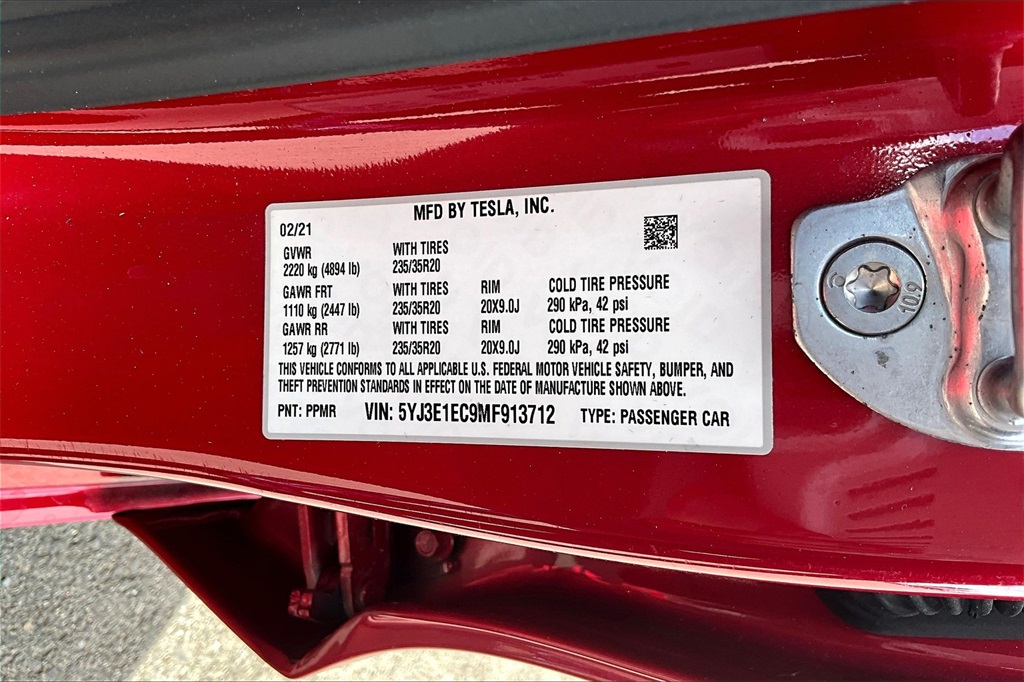 MFD BY TESLA, INC.
02/21
GVWR WITH TIRES
2220 kg (4894 lb) 235/35R20
GAWR FRT WITH TIRES RIM COLD TIRE PRESSURE
1110 kg (2447 lb) 235/35R20 20X9.0J 290 kPa, 42 psi
GAWR RR WITH TIRES RIM COLD TIRE PRESSURE
1257 kg (2771 lb) 235/35R20 20X9.0J 290 kPa, 42 psi
THIS VEHICLE CONFORMS TO ALL APPLICABLE U.S. FEDERAL MOTOR VEHICLE SAFETY, BUMPER, AND
THEFT PREVENTION STANDARDS IN EFFECT ON THE DATE OF MANUFACTURE SHOWN ABOVE.
PNT: PPMR VIN: 5YJ3E1EC9MF913712 TYPE: PASSENGER CAR
10.9